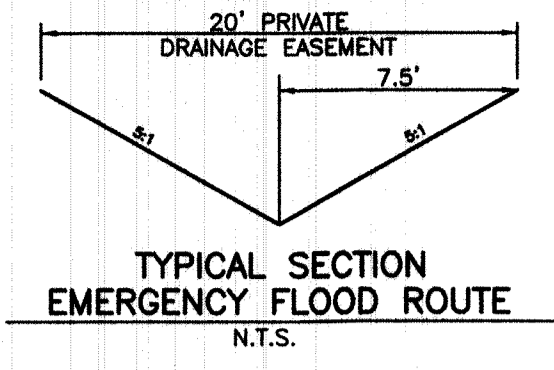 20' PRIVATE
DRAINAGE EASEMENT
7.5'
5:1
5:1
TYPICAL SECTION
EMERGENCY FLOOD ROUTE
N.T.S.